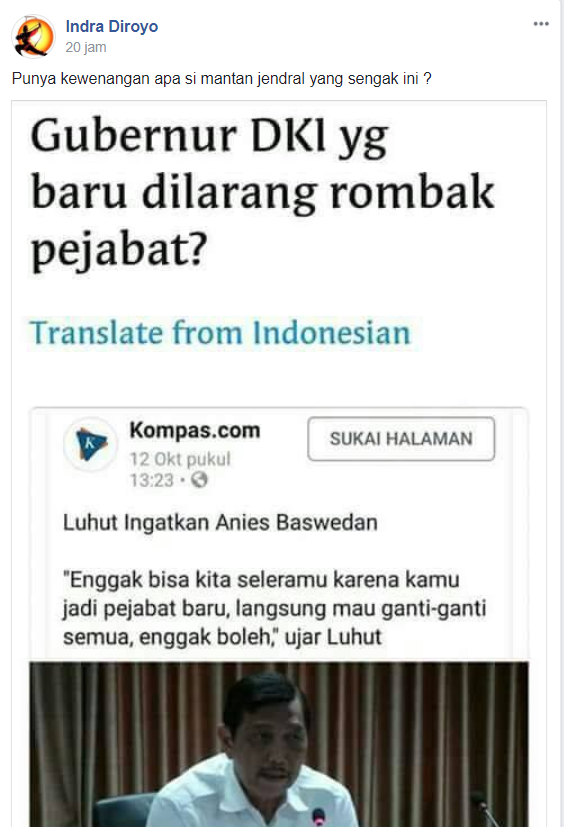 Indra Diroyo
20 jam
Punya kewenangan apa si mantan jendral yang sengak ini ?
Gubernur DKI yg
baru dilarang rombak
pejabat?
Translate from Indonesian
K
Kompas.com
12 Okt pukul
13:23 ·
SUKAI HALAMAN
Luhut Ingatkan Anies Baswedan
"Enggak bisa kita seleramu karena kamu
jadi pejabat baru, langsung mau ganti-ganti
semua, enggak boleh," ujar Luhut